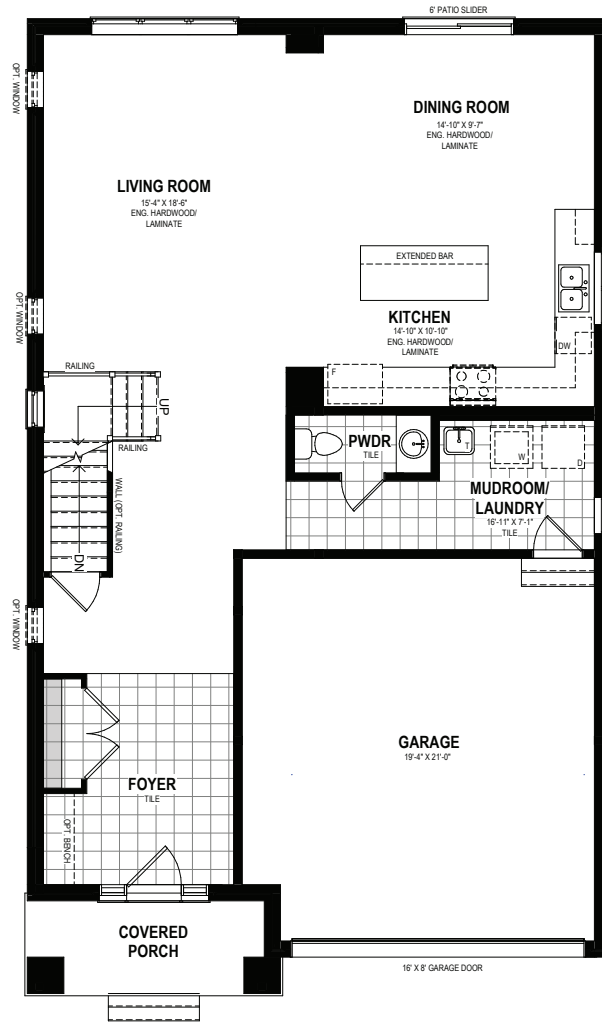 6' PATIO SLIDER
OPT. WINDOW
DINING ROOM
14'-10" X 9'-7"
ENG. HARDWOOD/
LAMINATE
LIVING ROOM
15'-4" X 18'-6"
ENG. HARDWOOD/
LAMINATE
EXTENDED BAR
OPT. WINDOW
KITCHEN
14'-10" X 10'-10"
ENG. HARDWOOD/
LAMINATE
DW
F
RAILING
UP
RAILING
PWDR
TILE
T
W
D
WALL (OPT. RAILING)
MUDROOM/
LAUNDRY
16'-11" X 7'-1"
TILE
DN
OPT. WINDOW
GARAGE
19'-4" X 21'-0"
FOYER
TILE
OPT. BENCH
COVERED
PORCH
16' X 8' GARAGE DOOR